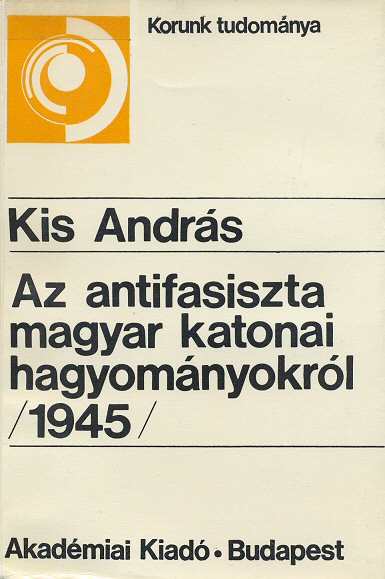 Korunk tudománya
Kis András
Az antifasiszta
magyar katonai
hagyományokról
/1945/
Akadémiai Kiadó • Budapest